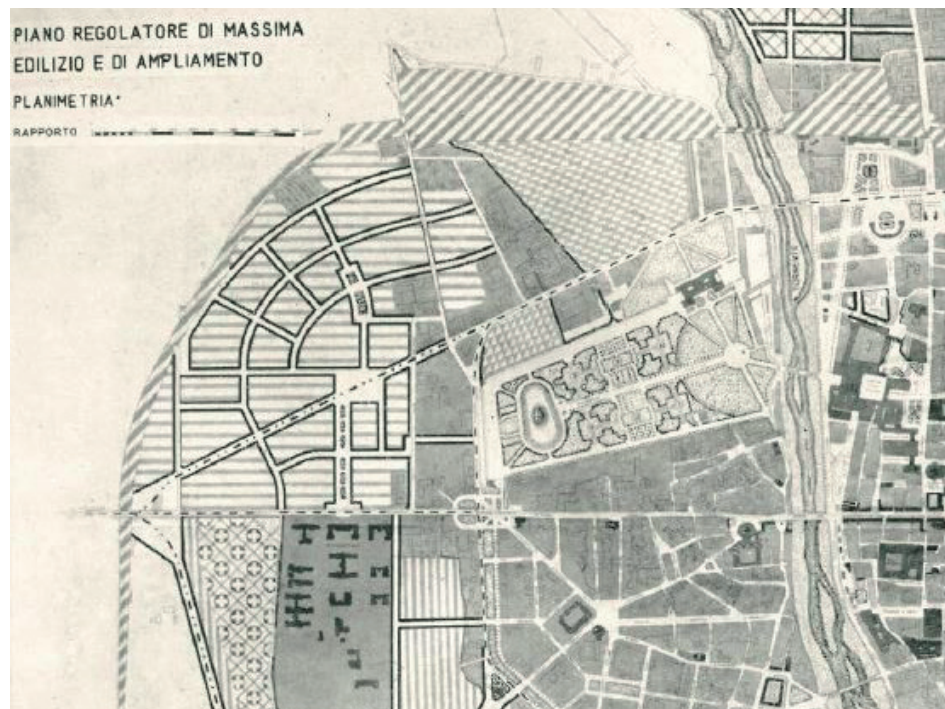 PIANO REGOLATORE DI MASSIMA
EDILIZIO E DI AMPLIAMENTO
PLANIMETRIA
RAPPORTO